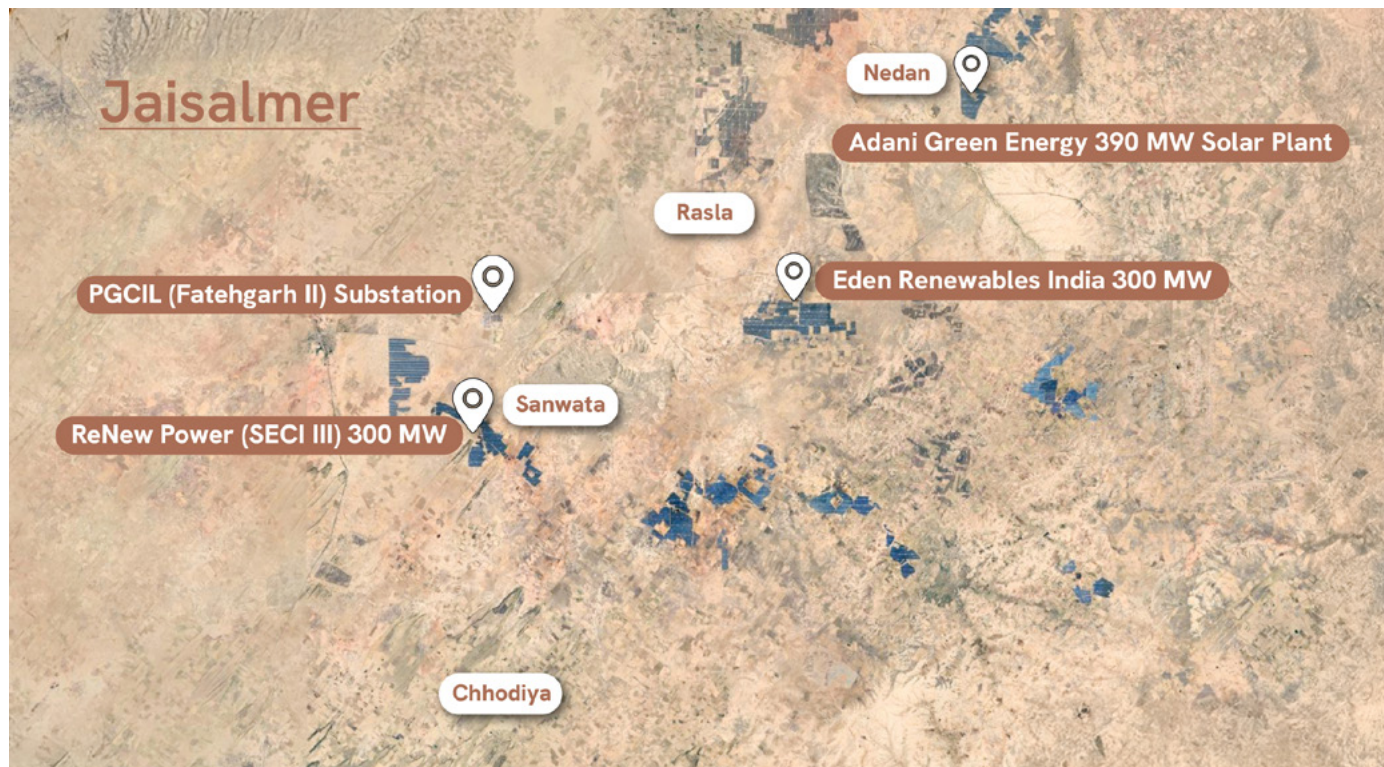 Jaisalmer
Nedan
Adani Green Energy 390 MW Solar Plant
Rasla
PGCIL (Fatehgarh II) Substation
Eden Renewables India 300 MW
Sanwata
ReNew Power (SECI III) 300 MW
Chhodiya